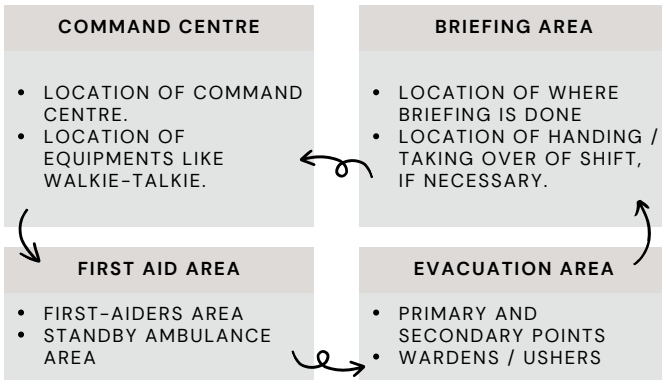 COMMAND CENTRE
• LOCATION OF COMMAND
CENTRE.
• LOCATION OF
EQUIPMENTS LIKE
WALKIE-TALKIE.
BRIEFING AREA
• LOCATION OF WHERE
BRIEFING IS DONE
• LOCATION OF HANDING /
TAKING OVER OF SHIFT,
IF NECESSARY.
FIRST AID AREA
• FIRST-AIDERS AREA
• STANDBY AMBULANCE
AREA
EVACUATION AREA
• PRIMARY AND
SECONDARY POINTS
• WARDENS / USHERS